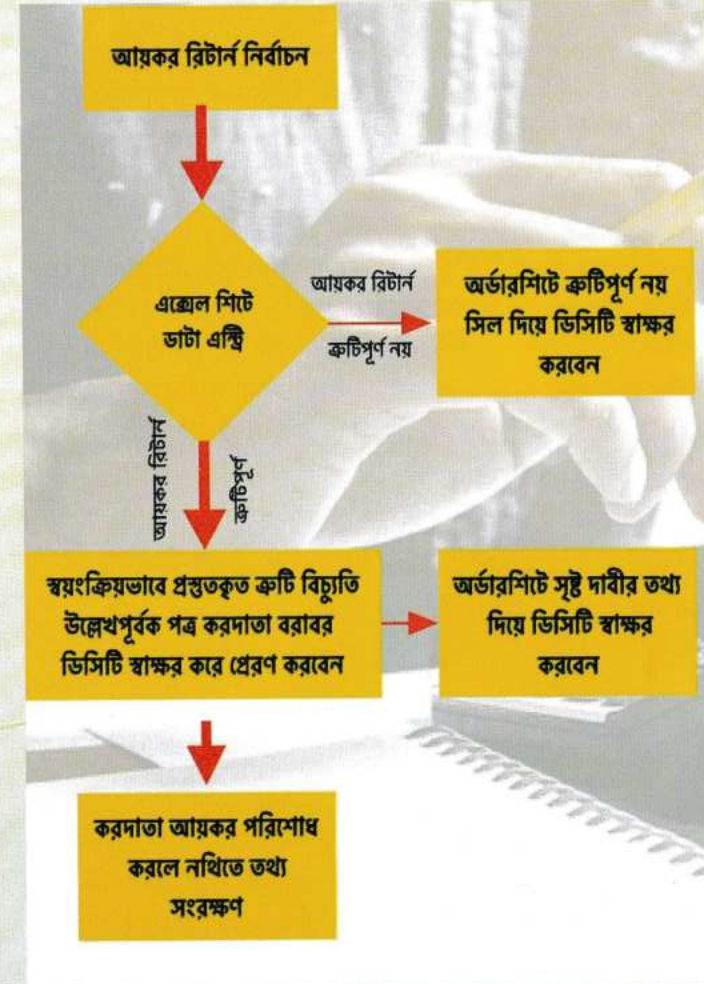 আয়কর রিটার্ন নির্বাচন
এক্সেল শিটে
ডাটা এন্ট্রি
আয়কর রিটার্ন
ত্রুটিপূর্ণ নয়
অর্ডারশিটে ত্রুটিপূর্ণ নয়
সিল দিয়ে ডিসিটি স্বাক্ষর
করবেন
আয়কর রিটার্ন
ত্রুটিপূর্ণ
স্বয়ংক্রিয়ভাবে প্রস্তুতকৃত ত্রুটি বিচ্যুতি
উল্লেখপূর্বক পত্র করদাতা বরাবর
ডিসিটি স্বাক্ষর করে প্রেরণ করবেন
অর্ডারশিটে সৃষ্ট দাবীর তথ্য
দিয়ে ডিসিটি স্বাক্ষর
করবেন
করদাতা আয়কর পরিশোধ
করলে নথিতে তথ্য
সংরক্ষণ